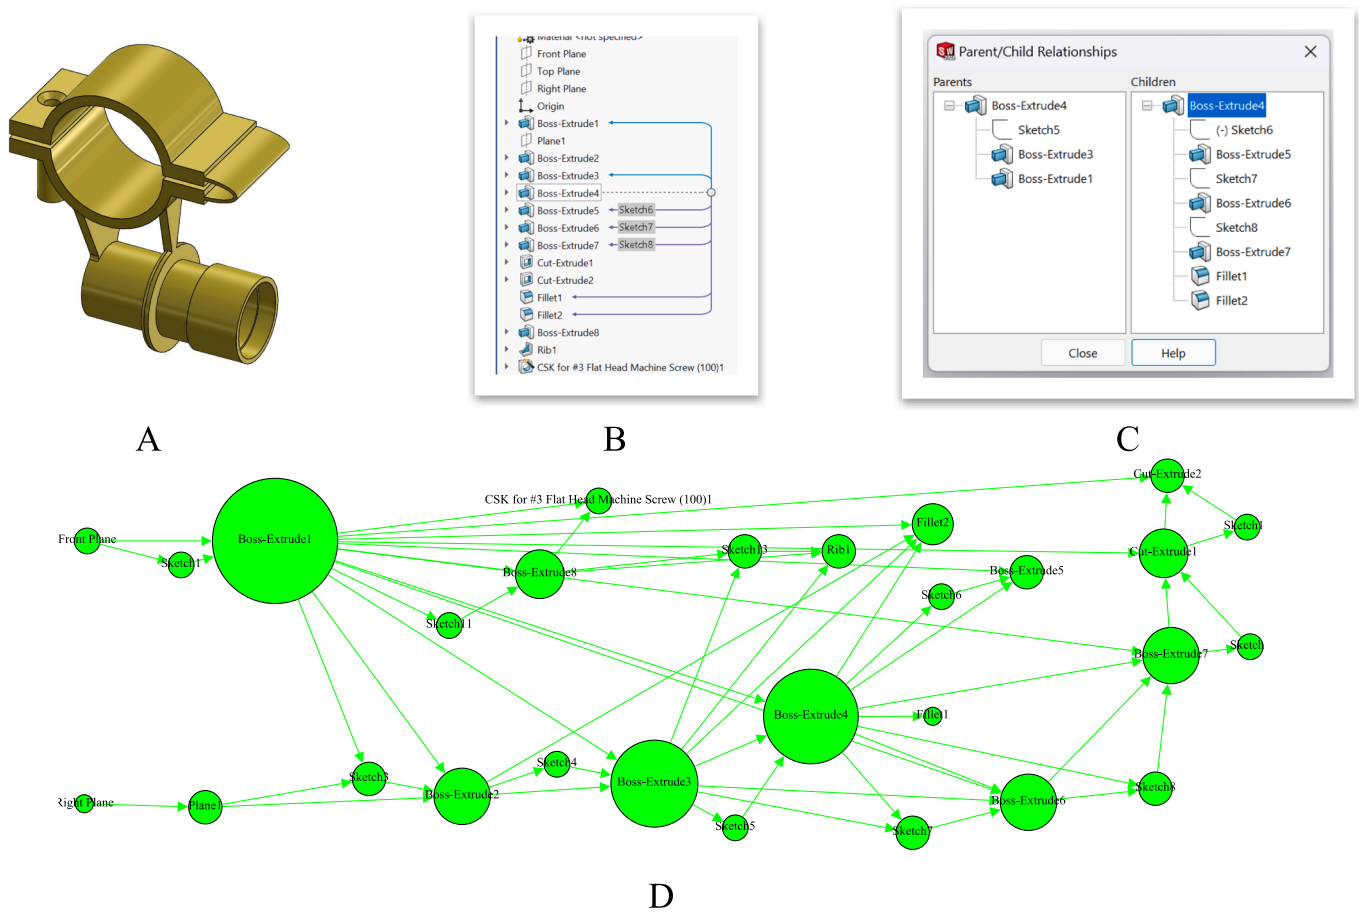 Material <not specified>
Front Plane
Top Plane
Right Plane
Origin
Boss-Extrude1
Plane1
Boss-Extrude2
Boss-Extrude3
Boss-Extrude4
Boss-Extrude5 Sketch6
Boss-Extrude6 Sketch7
Boss-Extrude7 Sketch8
Cut-Extrude1
Cut-Extrude2
Fillet1
Fillet2
Boss-Extrude8
Rib1
CSK for #3 Flat Head Machine Screw (100)1
SW
Parent/Child Relationships
Parents
Boss-Extrude4
Sketch5
Boss-Extrude3
Boss-Extrude1
Children
Boss-Extrude4
(-) Sketch6
Boss-Extrude5
Sketch7
Boss-Extrude6
Sketch8
Boss-Extrude7
Fillet1
Fillet2
Close
Help
A
B
C
Cut-Extrude2
CSK for #3 Flat Head Machine Screw (100)1
Fillet2
Sketch1
Front Plane
Boss-Extrude1
Sketch13
Rib1
Cut-Extrude1
Sketch1
Boss-Extrude8
Boss-Extrude5
Sketch6
Sketch11
Sketch
Boss-Extrude7
Boss-Extrude4
Fillet1
Sketch4
Sketch3
Boss-Extrude3
Sketch8
Right Plane
Plane1
Boss-Extrude2
Boss-Extrude6
Sketch5
Sketch7
D